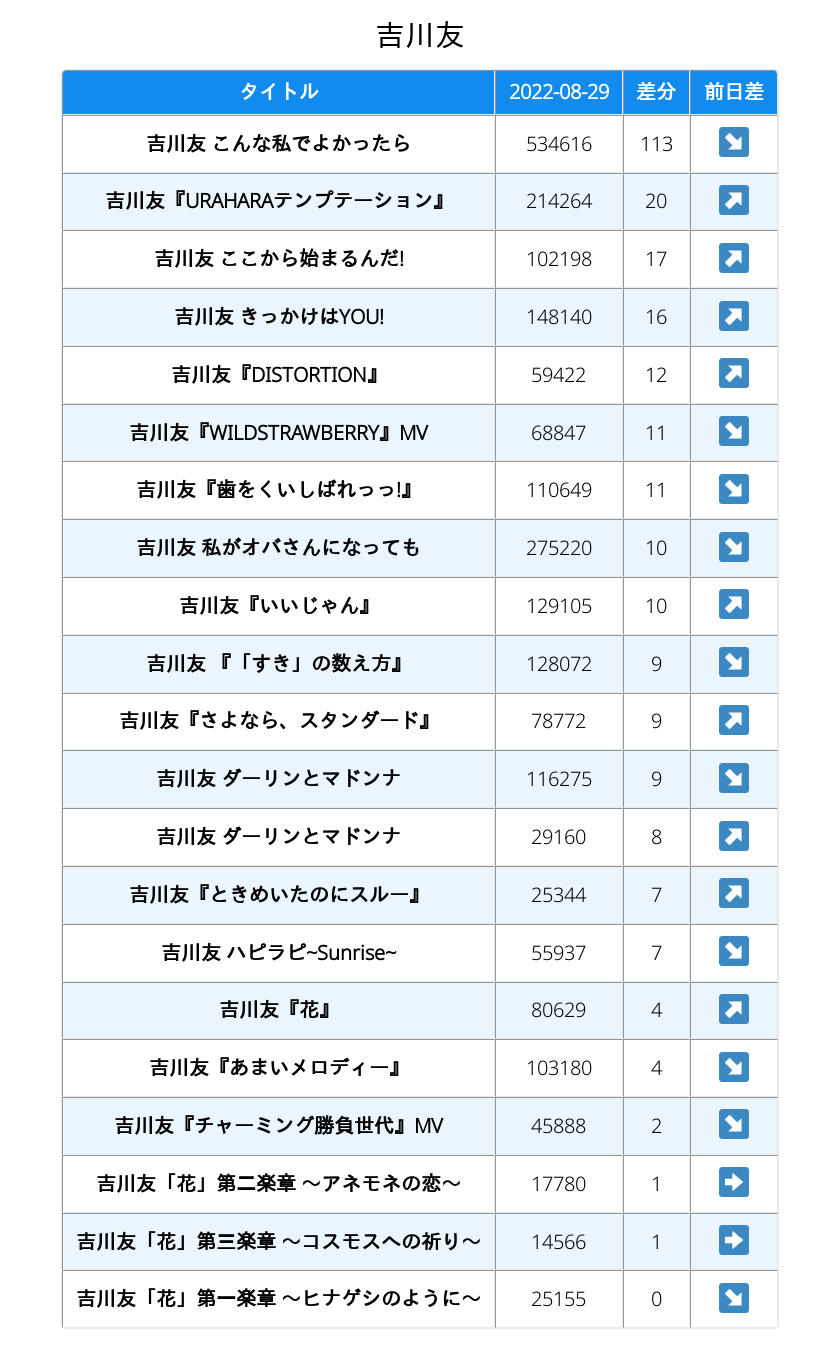 吉川友
タイトル 2022-08-29 差分 前日差
吉川友 こんな私でよかったら 534616 113 ↘
吉川友『URAHARAテンプテーション』 214264 20 ↗
吉川友 ここから始まるんだ! 102198 17 ↗
吉川友 きっかけはYOU! 148140 16 ↗
吉川友『DISTORTION』 59422 12 ↗
吉川友『WILDSTRAWBERRY』MV 68847 11 ↘
吉川友『歯をくいしばれっっ!』 110649 11 ↘
吉川友 私がオバさんになっても 275220 10 ↘
吉川友『いいじゃん』 129105 10 ↗
吉川友 『「すき」の数え方』 128072 9 ↘
吉川友『さよなら、スタンダード』 78772 9 ↗
吉川友 ダーリンとマドンナ 116275 9 ↘
吉川友 ダーリンとマドンナ 29160 8 ↗
吉川友『ときめいたのにスルー』 25344 7 ↗
吉川友 ハピラピ~Sunrise~ 55937 7 ↘
吉川友『花』 80629 4 ↗
吉川友『あまいメロディー』 103180 4 ↘
吉川友『チャーミング勝負世代』MV 45888 2 ↘
吉川友「花」第二楽章 ～アネモネの恋～ 17780 1 →
吉川友「花」第三楽章 ～コスモスへの祈り～ 14566 1 →
吉川友「花」第一楽章 ～ヒナゲシのように～ 25155 0 ↘